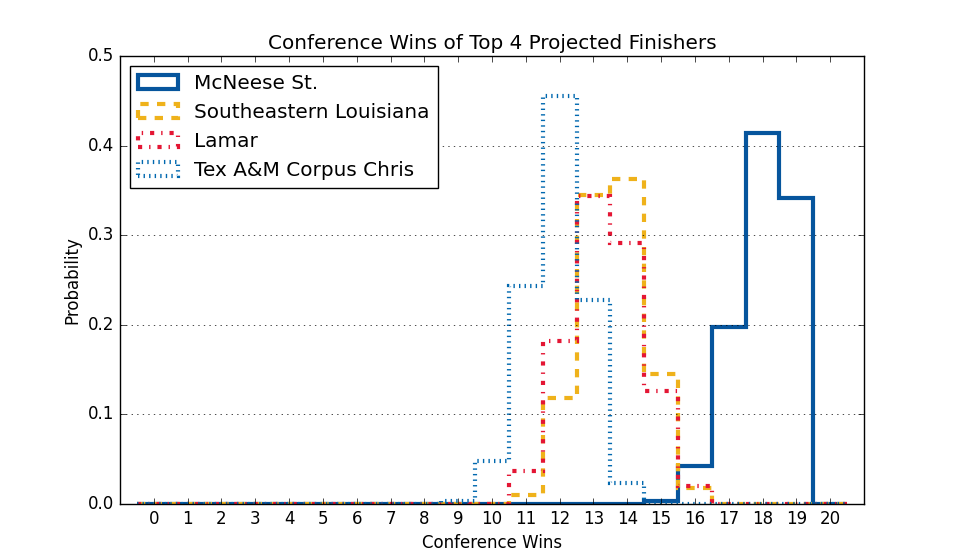 Conference Wins of Top 4 Projected Finishers
McNeese St.
Southeastern Louisiana
Lamar
Tex A&M Corpus Chris
Probability
0.5
0.4
0.3
0.2
0.1
0.0
0 1 2 3 4 5 6 7 8 9 10 11 12 13 14 15 16 17 18 19 20
Conference Wins